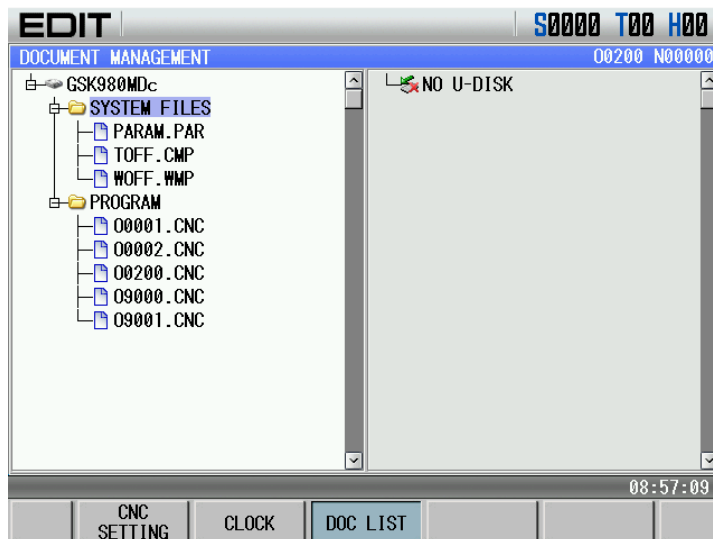 EDIT S0000 T00 H00
DOCUMENT MANAGEMENT O0200 N00000
GSK980MDc
SYSTEM FILES
PARAM.PAR
TOFF.CMP
WOFF.WMP
PROGRAM
O0001.CNC
O0002.CNC
O0200.CNC
O9000.CNC
O9001.CNC
NO U-DISK
08:57:09
CNC
SETTING
CLOCK
DOC LIST